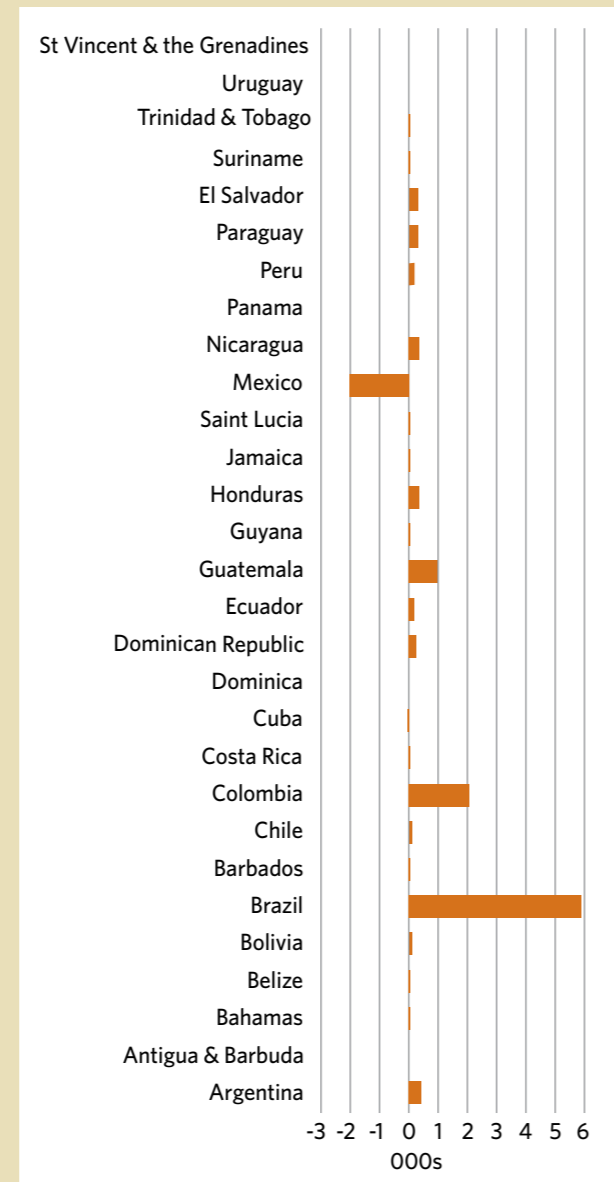 St Vincent & the Grenadines
Uruguay
Trinidad & Tobago
Suriname
El Salvador
Paraguay
Peru
Panama
Nicaragua
Mexico
Saint Lucia
Jamaica
Honduras
Guyana
Guatemala
Ecuador
Dominican Republic
Dominica
Cuba
Costa Rica
Colombia
Chile
Barbados
Brazil
Bolivia
Belize
Bahamas
Antigua & Barbuda
Argentina
-3 -2 -1 0 1 2 3 4 5 6
000s